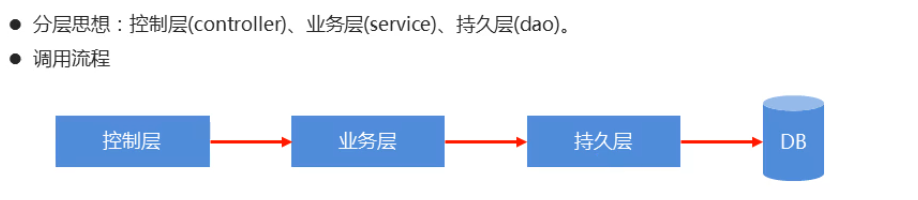 ● 分层思想：控制层(controller)、业务层(service)、持久层(dao)。
● 调用流程
控制层 业务层 持久层 DB